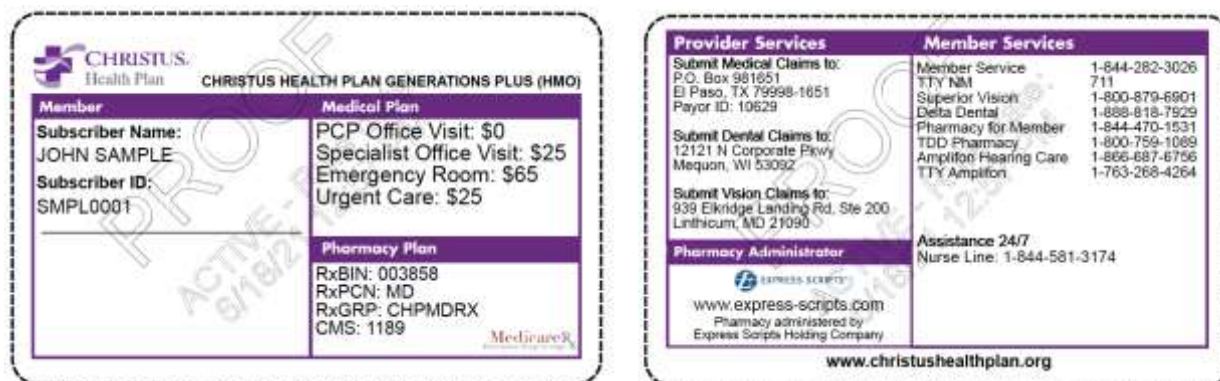 CHRISTUS
Health Plan
CHRISTUS HEALTH PLAN GENERATIONS PLUS (HMO)
Member
Subscriber Name:
JOHN SAMPLE
Subscriber ID:
SMPL0001
Medical Plan
PCP Office Visit: $0
Specialist Office Visit: $25
Emergency Room: $65
Urgent Care: $25
Pharmacy Plan
RxBIN: 003858
RxPCN: MD
RxGRP: CHPMDRX
CMS: 1189
MedicareRx
PROOF
ACTIVE -
Provider Services
Submit Medical Claims to:
P.O. Box 981651
El Paso, TX 79998-1651
Payor ID: 10629
Submit Dental Claims to:
12121 N Corporate Pkwy
Mequon, WI 53092
Submit Vision Claims to:
939 Elkridge Landing Rd, Ste 200
Linthicum, MD 21090
Pharmacy Administrator
EXPRESS SCRIPTS
www.express-scripts.com
Pharmacy administered by
Express Scripts Holding Company
Member Services
Member Service 1-844-282-3026
TTY NM 711
Superior Vision 1-800-879-6901
Delta Dental 1-888-818-7929
Pharmacy for Member 1-844-470-1531
TDD Pharmacy 1-800-759-1089
Amplifon Hearing Care 1-866-687-6756
TTY Amplifon 1-763-268-4264
Assistance 24/7
Nurse Line: 1-844-581-3174
PROOF
www.christushealthplan.org